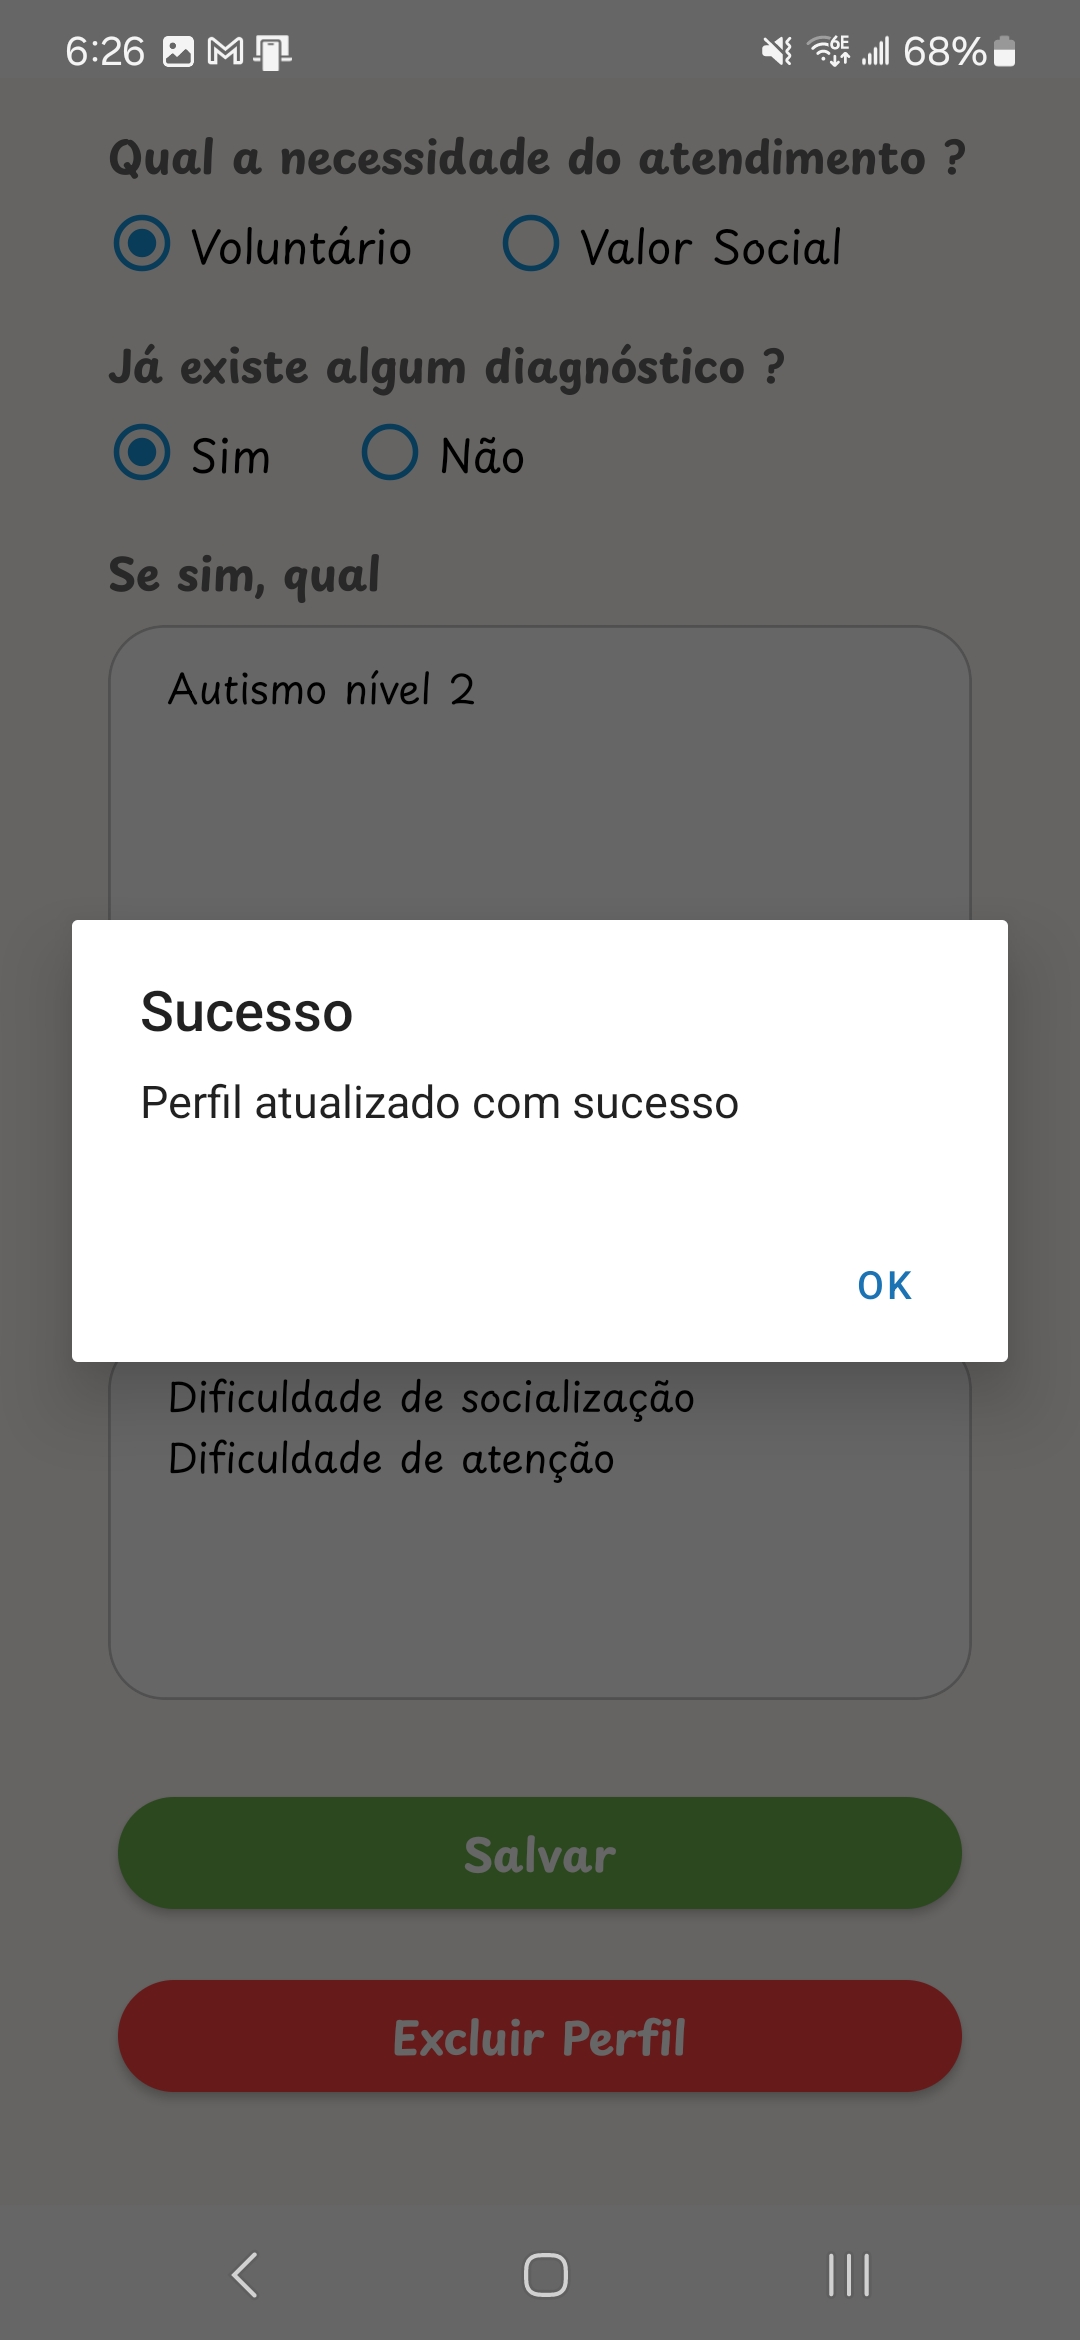 6:26 6E 68%
Qual a necessidade do atendimento ?
Voluntário Valor Social
Já existe algum diagnóstico ?
Sim Não
Se sim, qual
Autismo nível 2
Sucesso
Perfil atualizado com sucesso
OK
Dificuldade de socialização
Dificuldade de atenção
Salvar
Excluir Perfil